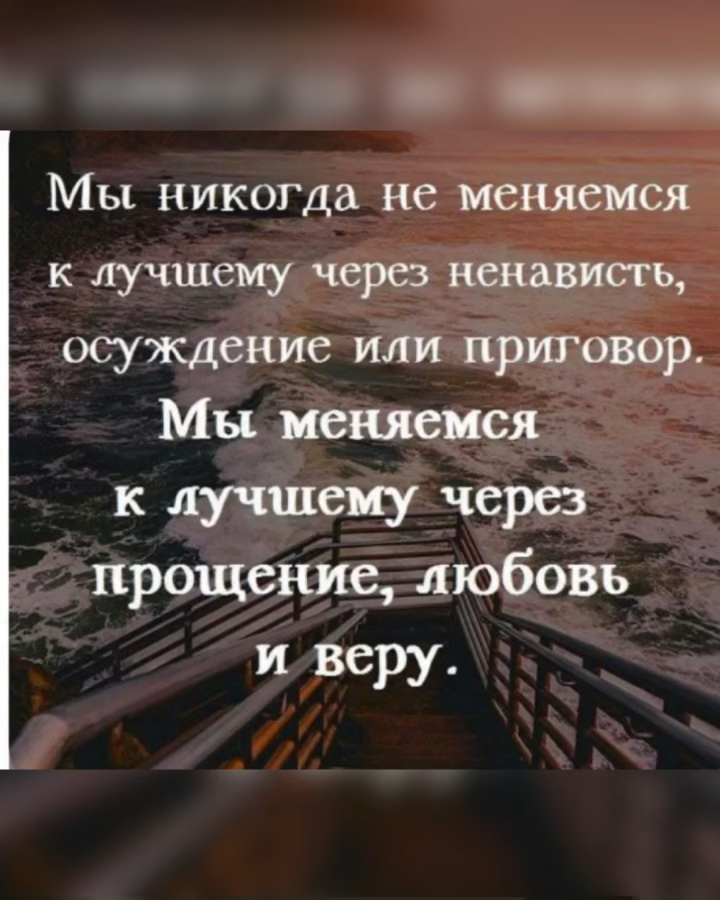 Мы никогда не меняемся
к лучшему через ненависть,
осуждение или приговор.
Мы меняемся
к лучшему через
прощение, любовь
и веру.